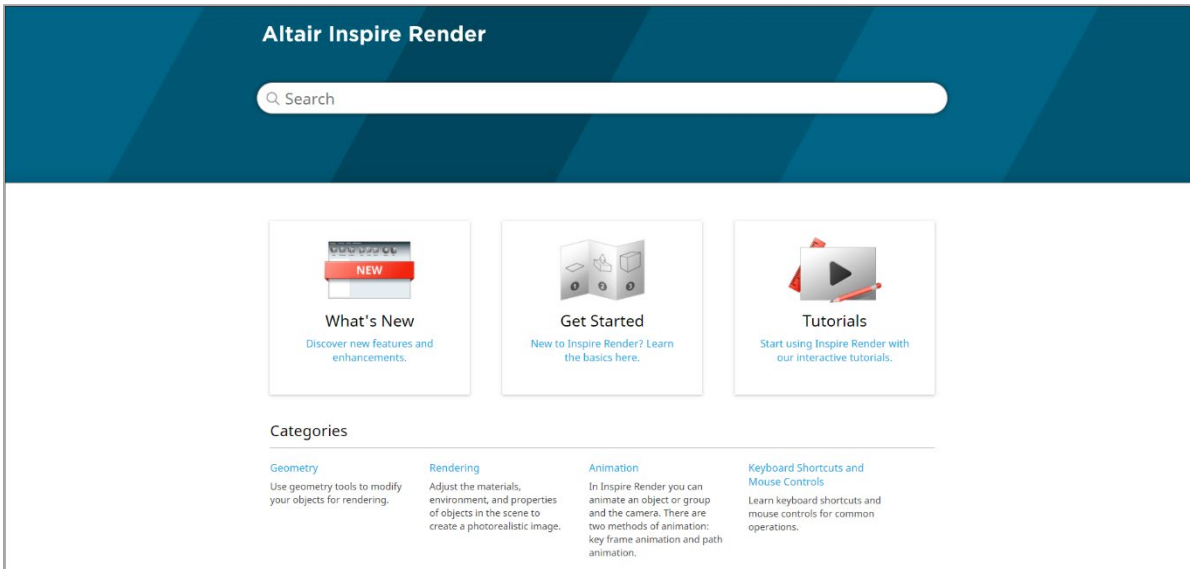 Altair Inspire Render
Search
NEW
What's New
Discover new features and
enhancements.
1 2 3
Get Started
New to Inspire Render? Learn
the basics here.
Tutorials
Start using Inspire Render with
our interactive tutorials.
Categories
Geometry
Use geometry tools to modify
your objects for rendering.
Rendering
Adjust the materials,
environment, and properties
of objects in the scene to
create a photorealistic image.
Animation
In Inspire Render you can
animate an object or group
and the camera. There are
two methods of animation:
key frame animation and path
animation.
Keyboard Shortcuts and
Mouse Controls
Learn keyboard shortcuts and
mouse controls for common
operations.